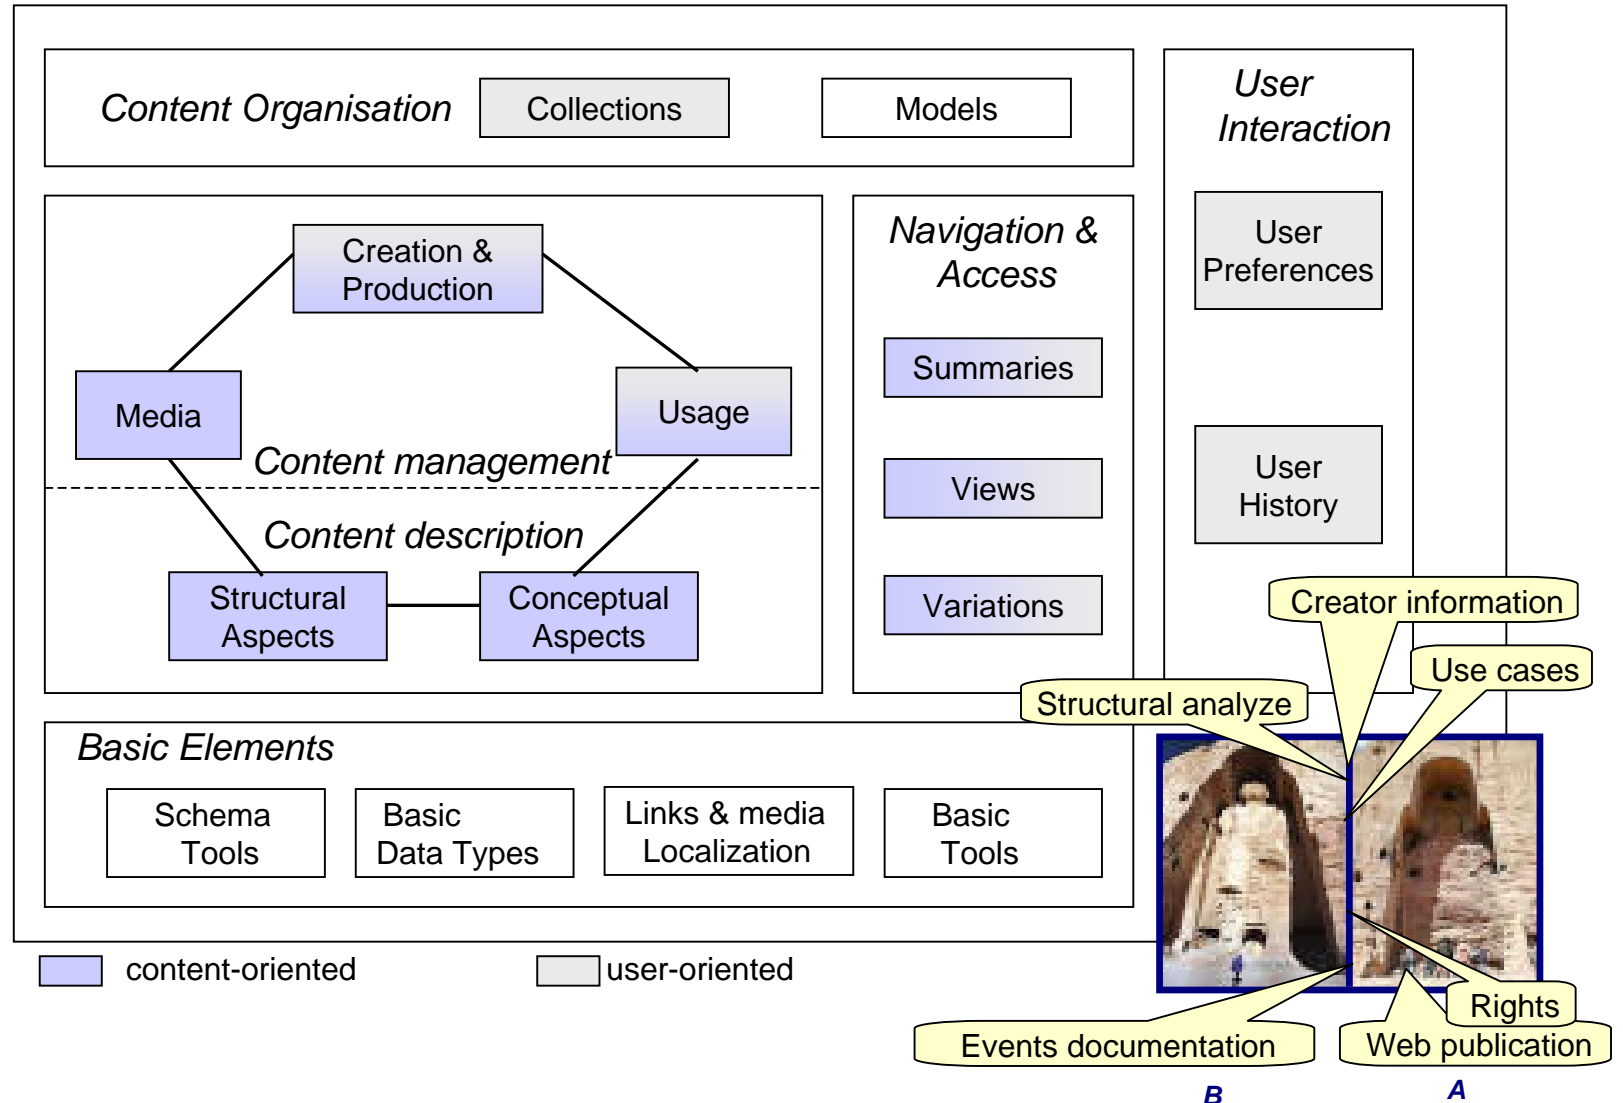 Content Organisation
Collections
Models
User
Interaction
Creation &
Production
Media
Usage
Content management
Content description
Structural
Aspects
Conceptual
Aspects
Navigation &
Access
Summaries
Views
Variations
User
Preferences
User
History
Creator information
Use cases
Structural analyze
Basic Elements
Schema
Tools
Basic
Data Types
Links & media
Localization
Basic
Tools
content-oriented
user-oriented
Rights
Events documentation
Web publication
B
A